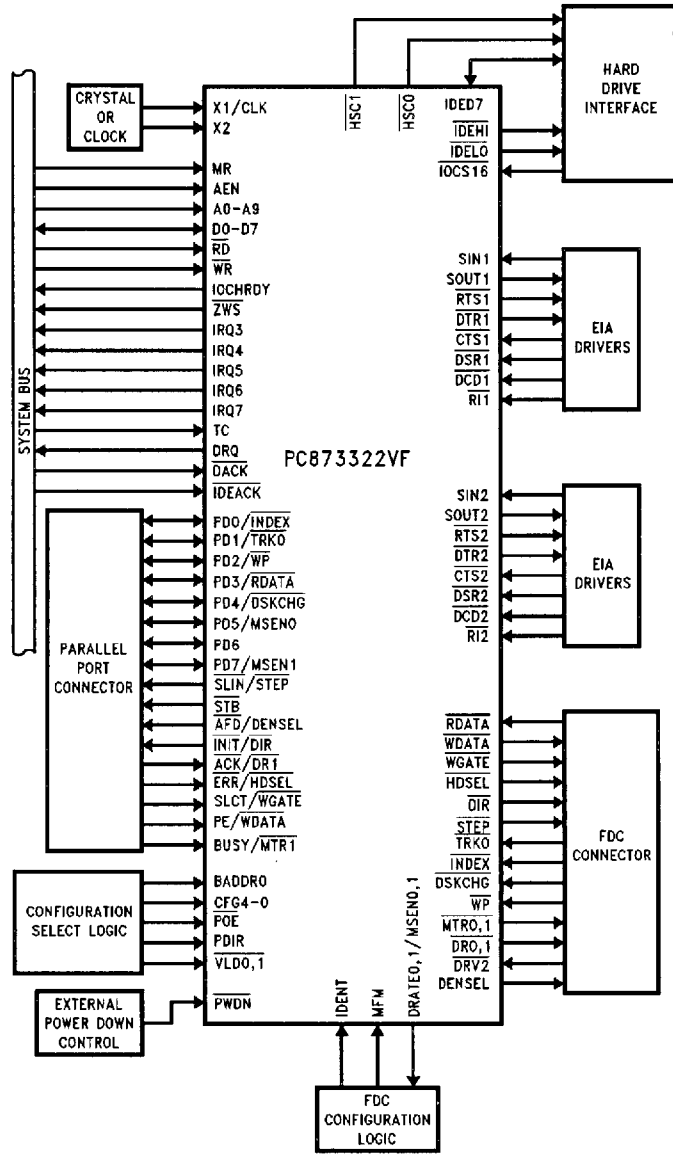 CRYSTAL
OR
CLOCK
SYSTEM BUS
PARALLEL
PORT
CONNECTOR
CONFIGURATION
SELECT LOGIC
EXTERNAL
POWER DOWN
CONTROL
X1/CLK
X2
MR
AEN
A0-A9
D0-D7
RD
WR
IOCHRDY
ZWS
IRQ3
IRQ4
IRQ5
IRQ6
IRQ7
TC
DRQ
DACK
IDEACK
PD0/INDEX
PD1/TRK0
PD2/WP
PD3/RDATA
PD4/DSKCHG
PD5/MSEN0
PD6
PD7/MSEN1
SLIN/STEP
STB
AFD/DENSEL
INIT/DIR
ACK/DR1
ERR/HDSEL
SLCT/WGATE
PE/WDATA
BUSY/MTR1
BADDR0
CFG4-0
POE
PDIR
VLD0,1
PWDN
PC873322VF
HSC1
HSC0
IDED7
IDEHI
IDELO
IOCS16
SIN1
SOUT1
RTS1
DTR1
CTS1
DSR1
DCD1
RI1
SIN2
SOUT2
RTS2
DTR2
CTS2
DSR2
DCD2
RI2
RDATA
WDATA
WGATE
HDSEL
DIR
STEP
TRK0
INDEX
DSKCHG
WP
MTR0,1
DR0,1
DRV2
DENSEL
IDENT
MFM
DRATE0,1/MSEN0,1
HARD
DRIVE
INTERFACE
EIA
DRIVERS
EIA
DRIVERS
FDC
CONNECTOR
FDC
CONFIGURATION
LOGIC